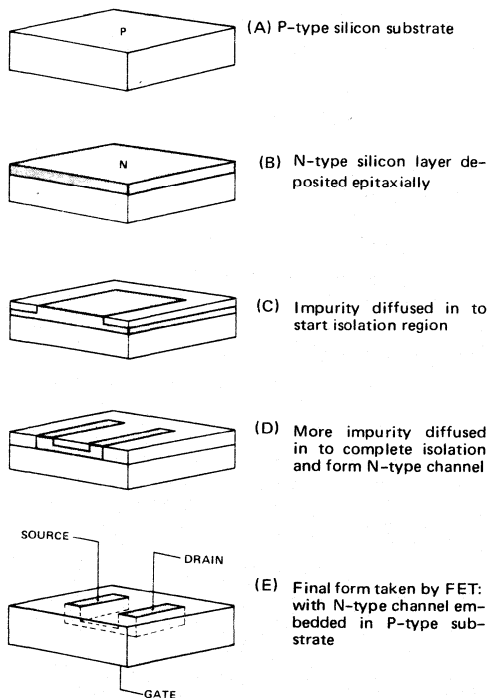 P
(A) P-type silicon substrate
N
(B) N-type silicon layer de-
posited epitaxially
(C) Impurity diffused in to
start isolation region
(D) More impurity diffused
in to complete isolation
and form N-type channel
SOURCE
DRAIN
(E) Final form taken by FET:
with N-type channel em-
bedded in P-type sub-
strate
GATE